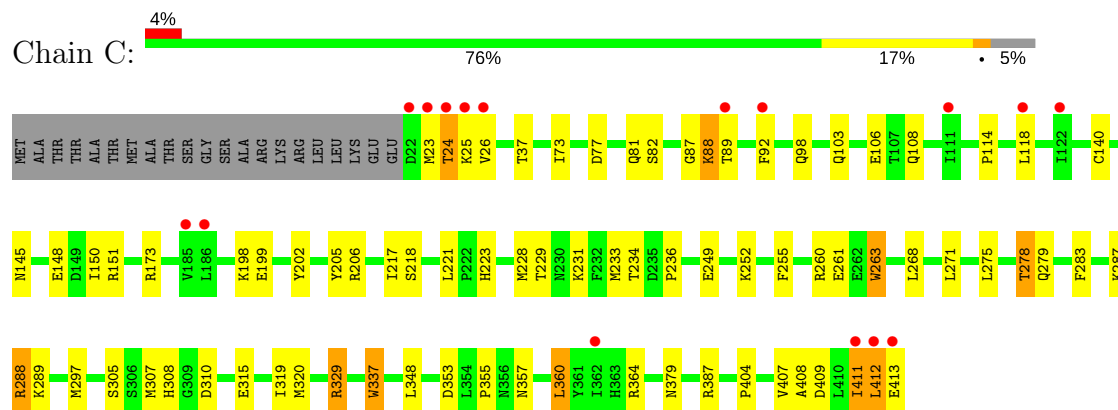 4%
Chain C:
76% 17% • 5%
MET ALA THR THR ALA THR MET ALA THR SER GLY SER ALA ARG LYS ARG LEU LEU LYS GLU GLU D22 M23 T24 K25 V26 T37 I73 D77 Q81 S82 G87 K88 T89 F92 Q98 Q103 E106 T107 Q108 I111 P114 L118 I122 C140
N145 E148 D149 I150 R151 R173 V185 L186 K198 E199 Y202 Y205 R206 I217 S218 L221 P222 H223 M228 T229 N230 K231 F232 M233 T234 D235 P236 E249 K252 F255 R260 E261 E262 W263 L268 L271 L275 T278 Q279 F283 K287
R288 K289 M297 S305 S306 M307 H308 G309 D310 E315 I319 M320 R329 W337 L348 D353 L354 P355 N356 N357 L360 Y361 I362 H363 R364 N379 R387 P404 V407 A408 D409 L410 I411 L412 E413